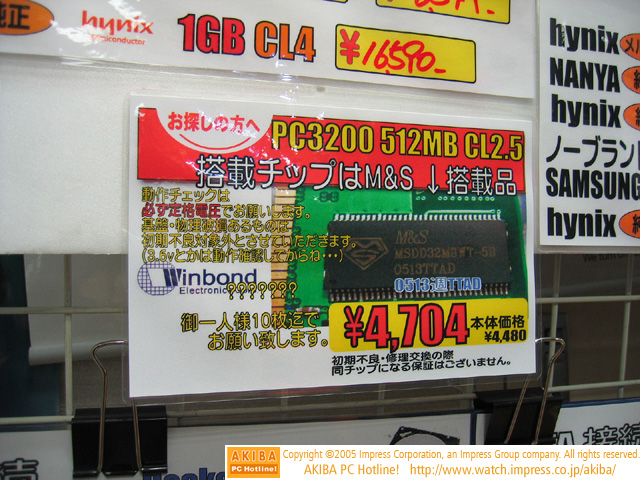 純正
hynix
semiconductor
1GB CL4
¥16,590-
hynix
NANYA
hynix
ノーブランド
SAMSUNG
hynix
お探しの方へ
PC3200 512MB CL2.5
搭載チップはM&S ↓搭載品
動作チェックは
必ず定格電圧でお願いします。
基盤・物理破損あるものは
初期不良対象外とさせていただきます。
(3.6vとかは動作確認してからね・・・)
Winbond
Electronic
???????
M&S
0513TTAD
0513週TTAD
御一人様10枚迄で
お願い致します。
¥4,704
本体価格
¥4,480
初期不良・修理交換の際
同チップになる保証はございません。
AKIBA
PC Hotline!
Copyright ©2005 Impress Corporation, an Impress Group company. All rights reserved.
AKIBA PC Hotline! http://www.watch.impress.co.jp/akiba/